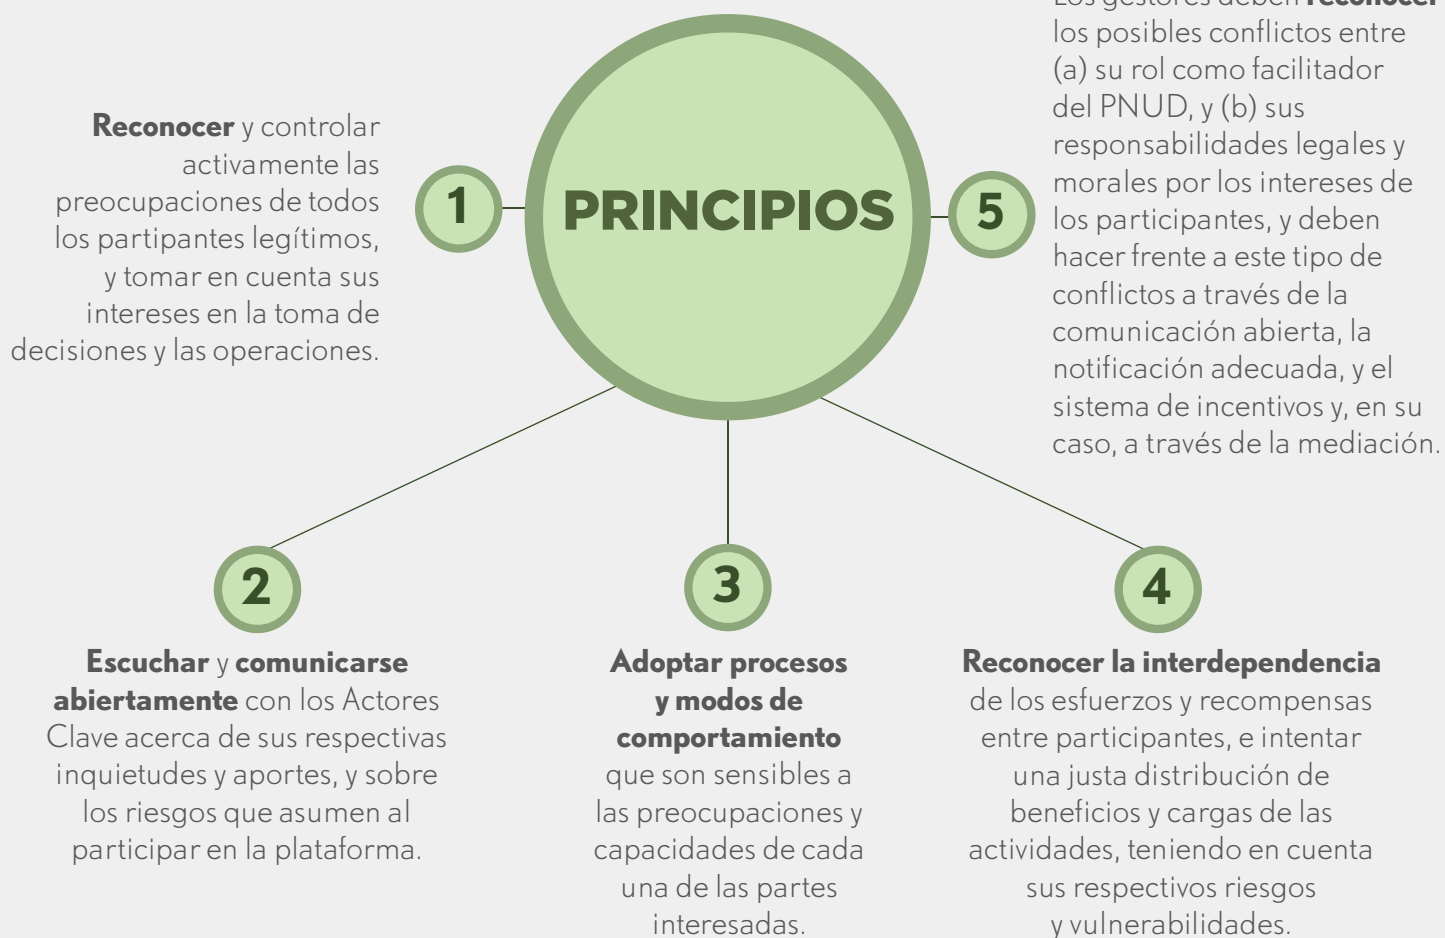 PRINCIPIOS
1
Reconocer y controlar
activamente las
preocupaciones de todos
los partipantes legítimos,
y tomar en cuenta sus
intereses en la toma de
decisiones y las operaciones.
2
Escuchar y comunicarse
abiertamente con los Actores
Clave acerca de sus respectivas
inquietudes y aportes, y sobre
los riesgos que asumen al
participar en la plataforma.
3
Adoptar procesos
y modos de
comportamiento
que son sensibles a
las preocupaciones y
capacidades de cada
una de las partes
interesadas.
4
Reconocer la interdependencia
de los esfuerzos y recompensas
entre participantes, e intentar
una justa distribución de
beneficios y cargas de las
actividades, teniendo en cuenta
sus respectivos riesgos
y vulnerabilidades.
5
Los gestores deben reconocer
los posibles conflictos entre
(a) su rol como facilitador
del PNUD, y (b) sus
responsabilidades legales y
morales por los intereses de
los participantes, y deben
hacer frente a este tipo de
conflictos a través de la
comunicación abierta, la
notificación adecuada, y el
sistema de incentivos y, en su
caso, a través de la mediación.